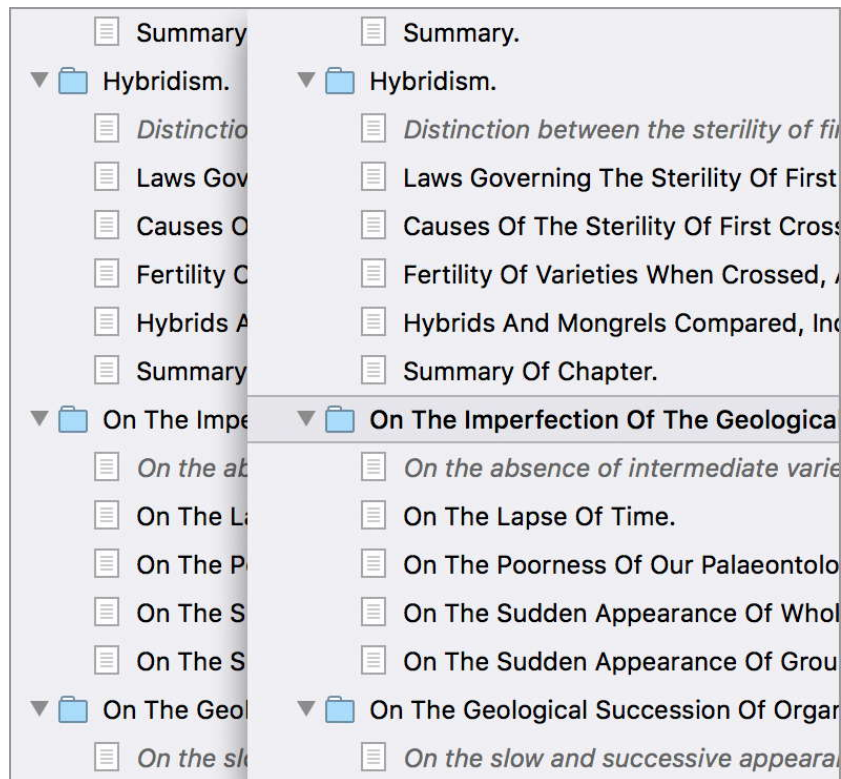 Summary
Hybridism.
Distinctio
Laws Gov
Causes O
Fertility
Hybrids A
Summary
On The Impe
On the ab
On The La
On The P
On The S
On The S
On The Geol
On the slo
Summary.
Hybridism.
Distinction between the sterility of fir
Laws Governing The Sterility Of First
Causes Of The Sterility Of First Cross
Fertility Of Varieties When Crossed,
Hybrids And Mongrels Compared, Ind
Summary Of Chapter.
On The Imperfection Of The Geologica
On the absence of intermediate varie
On The Lapse Of Time.
On The Poorness Of Our Palaeontolo
On The Sudden Appearance Of Whol
On The Sudden Appearance Of Grou
On The Geological Succession Of Organ
On the slow and successive appeara